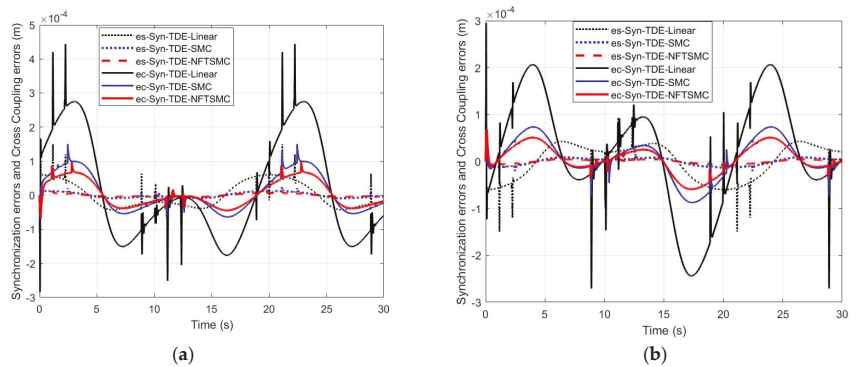 ×10⁻⁴
5
4
3
2
1
0
-1
-2
-3
0
5
10
15
20
25
30
Synchronization errors and Cross Coupling errors (m)
Time (s)
es-Syn-TDE-Linear
es-Syn-TDE-SMC
es-Syn-TDE-NFTSMC
ec-Syn-TDE-Linear
ec-Syn-TDE-SMC
ec-Syn-TDE-NFTSMC
(a)
×10⁻⁴
3
2
1
0
-1
-2
-3
0
5
10
15
20
25
30
Synchronization errors and Cross Coupling errors (m)
Time (s)
es-Syn-TDE-Linear
es-Syn-TDE-SMC
es-Syn-TDE-NFTSMC
ec-Syn-TDE-Linear
ec-Syn-TDE-SMC
ec-Syn-TDE-NFTSMC
(b)